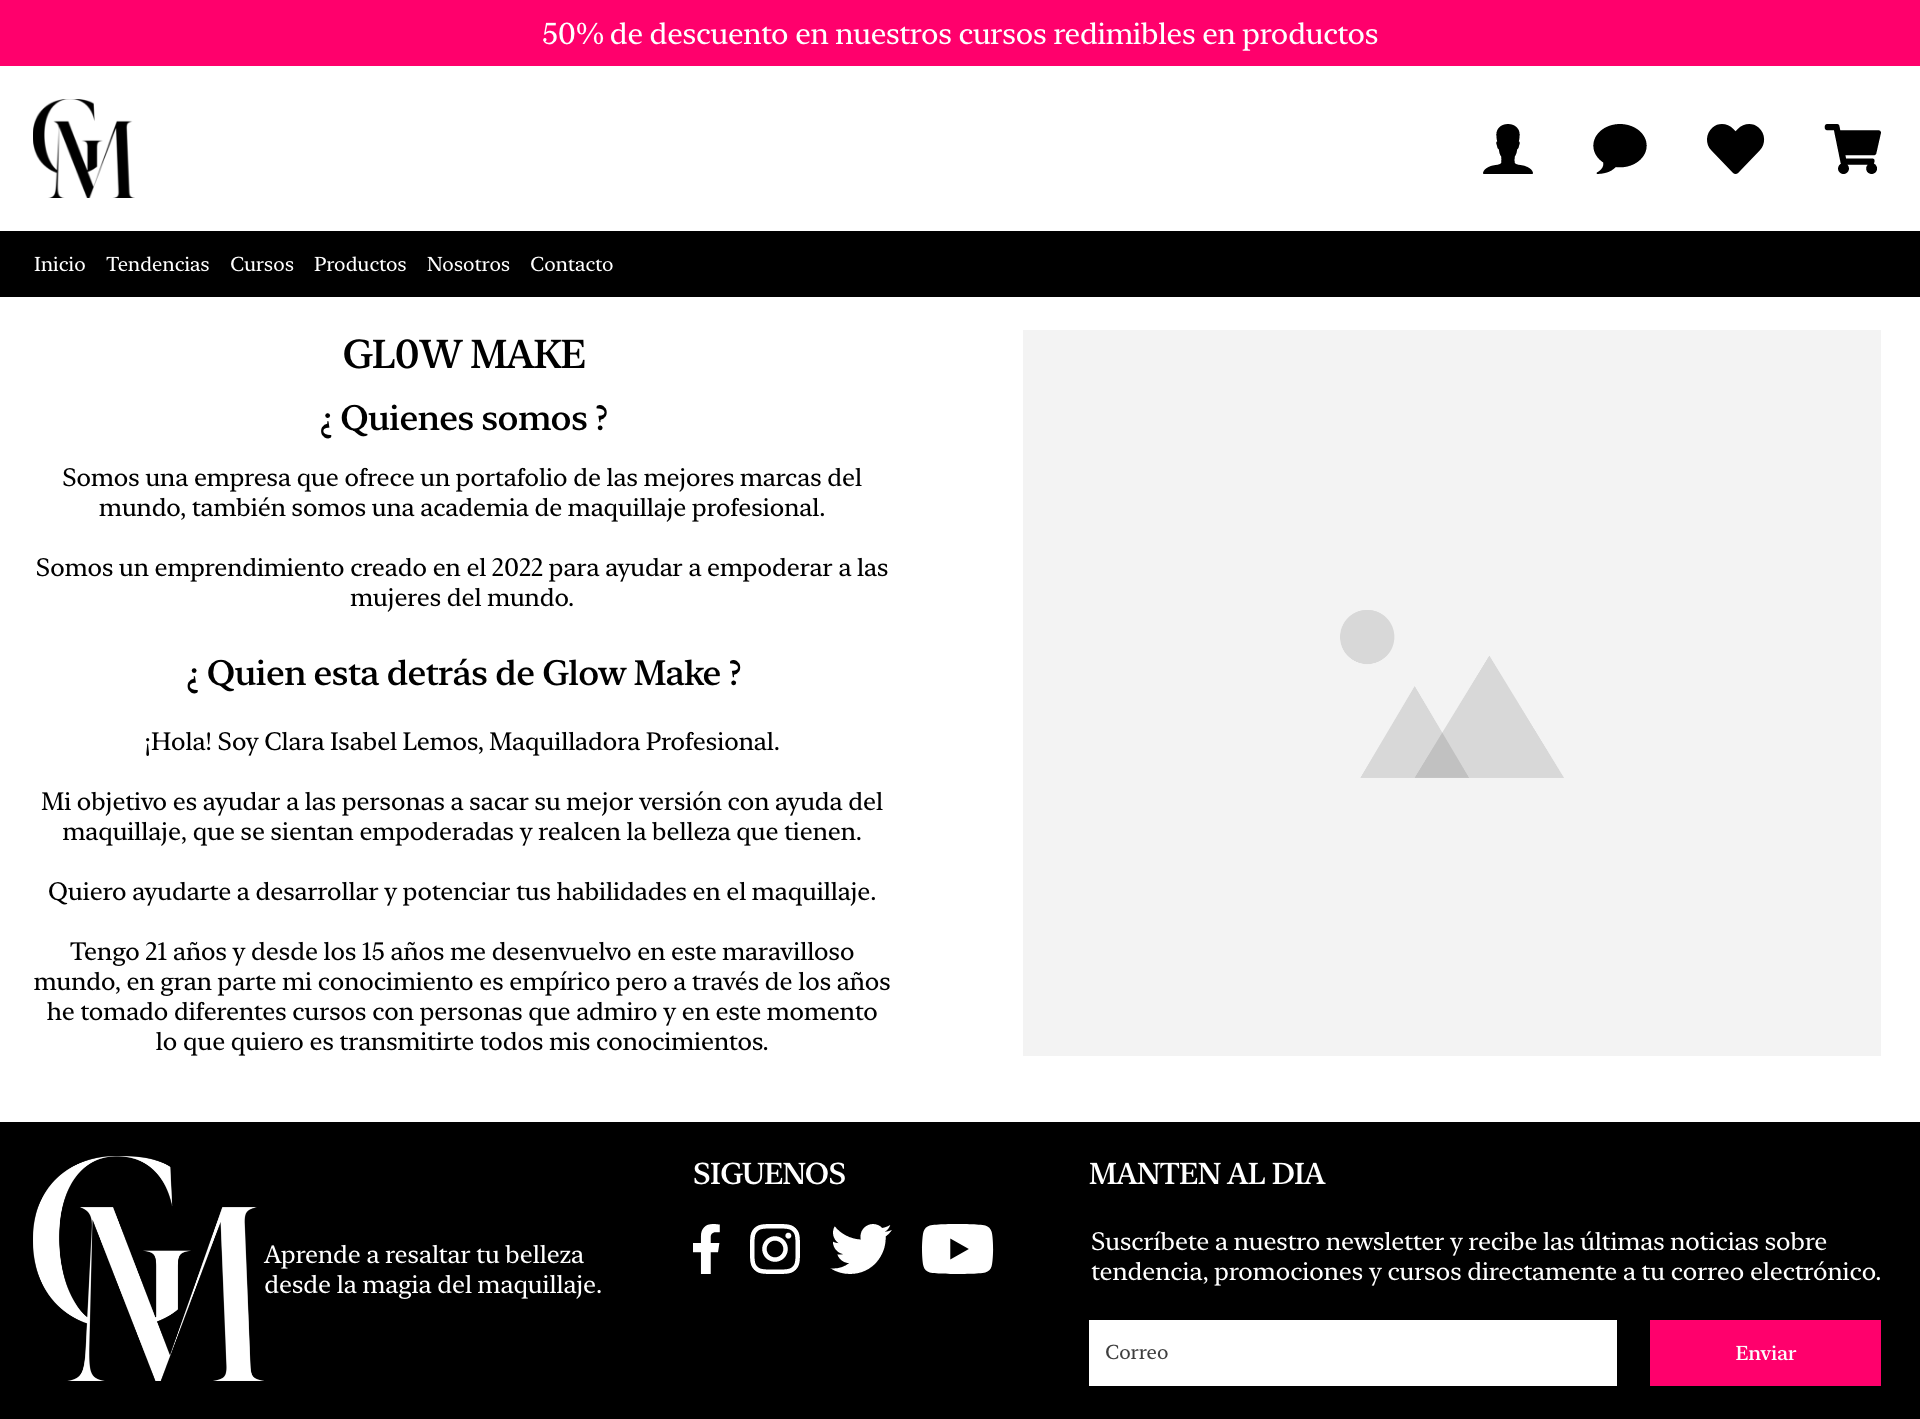 50% de descuento en nuestros cursos redimibles en productos
GM
Inicio Tendencias Cursos Productos Nosotros Contacto
GL0W MAKE
¿ Quienes somos ?
Somos una empresa que ofrece un portafolio de las mejores marcas del
mundo, también somos una academia de maquillaje profesional.
Somos un emprendimiento creado en el 2022 para ayudar a empoderar a las
mujeres del mundo.
¿ Quien esta detrás de Glow Make ?
¡Hola! Soy Clara Isabel Lemos, Maquilladora Profesional.
Mi objetivo es ayudar a las personas a sacar su mejor versión con ayuda del
maquillaje, que se sientan empoderadas y realcen la belleza que tienen.
Quiero ayudarte a desarrollar y potenciar tus habilidades en el maquillaje.
Tengo 21 años y desde los 15 años me desenvuelvo en este maravilloso
mundo, en gran parte mi conocimiento es empírico pero a través de los años
he tomado diferentes cursos con personas que admiro y en este momento
lo que quiero es transmitirte todos mis conocimientos.
GM
Aprende a resaltar tu belleza
desde la magia del maquillaje.
SIGUENOS
MANTEN AL DIA
Suscríbete a nuestro newsletter y recibe las últimas noticias sobre
tendencia, promociones y cursos directamente a tu correo electrónico.
Correo
Enviar